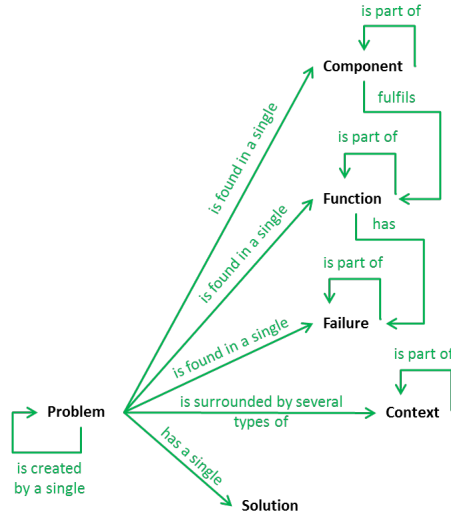 is part of
Component
fulfils
is found in a single
is part of
Function
is found in a single
has
is part of
Failure
is found in a single
is part of
is surrounded by several
types of
Context
Problem
is created
by a single
has a single
Solution